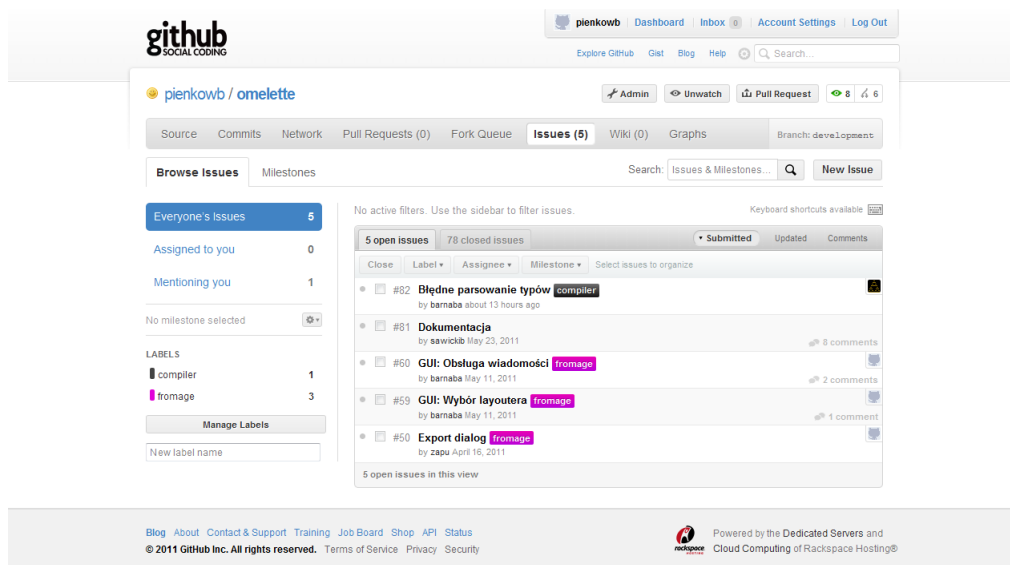 github
SOCIAL CODING
pienkowb Dashboard Inbox 0 Account Settings Log Out
Explore GitHub Gist Blog Help Search...
pienkowb / omelette
Admin Unwatch Pull Request 8 6
Source Commits Network Pull Requests (0) Fork Queue Issues (5) Wiki (0) Graphs Branch: development
Browse Issues Milestones Search: Issues & Milestones... New Issue
Everyone's Issues 5
Assigned to you 0
Mentioning you 1
No milestone selected
LABELS
compiler 1
fromage 3
Manage Labels
New label name
No active filters. Use the sidebar to filter issues. Keyboard shortcuts available
5 open issues 78 closed issues Submitted Updated Comments
Close Label Assignee Milestone Select issues to organize
#82 Błędne parsowanie typów compiler
by barnaba about 13 hours ago
#81 Dokumentacja
by sawickib May 23, 2011 8 comments
#60 GUI: Obsługa wiadomości fromage
by barnaba May 11, 2011 2 comments
#59 GUI: Wybór layoutera fromage
by barnaba May 11, 2011 1 comment
#50 Export dialog fromage
by zapu April 16, 2011
5 open issues in this view
Blog About Contact & Support Training Job Board Shop API Status
© 2011 GitHub Inc. All rights reserved. Terms of Service Privacy Security
rackspace
HOSTING
Powered by the Dedicated Servers and
Cloud Computing of Rackspace Hosting®